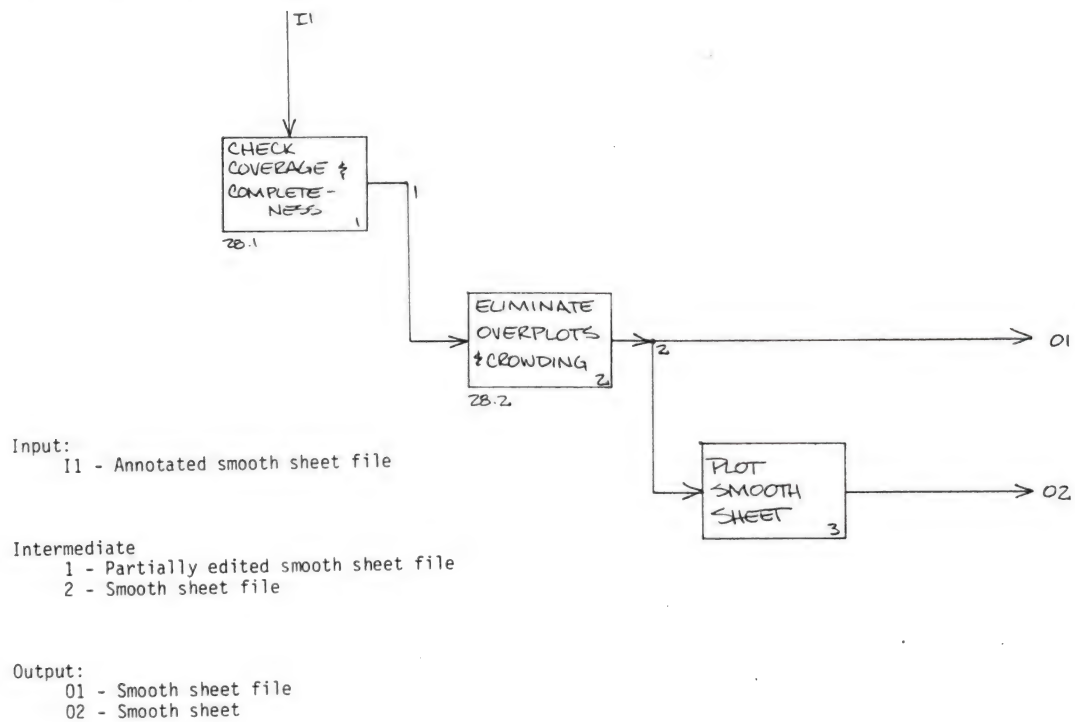 I1
CHECK
COVERAGE &
COMPLETE-
NESS
1
28.1
1
ELIMINATE
OVERPLOTS
& CROWDING
2
28.2
2
O1
PLOT
SMOOTH
SHEET
3
O2
Input:
I1 - Annotated smooth sheet file
Intermediate
1 - Partially edited smooth sheet file
2 - Smooth sheet file
Output:
O1 - Smooth sheet file
O2 - Smooth sheet